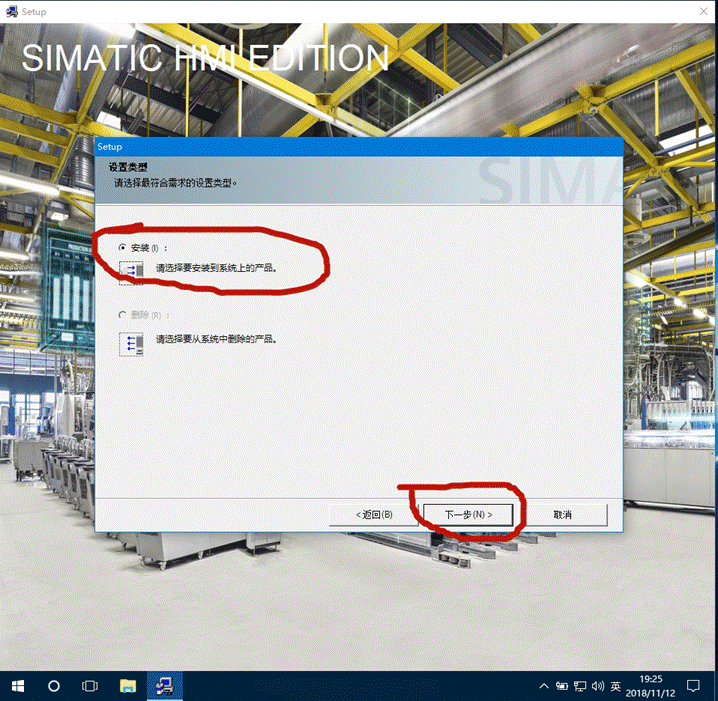 Setup
SIMATIC HMI EDITION
Setup
设置类型
请选择最符合需求的设置类型。
SIMA
安装(I) ：
请选择要安装到系统上的产品。
删除(R) ：
请选择要从系统中删除的产品。
< 返回(B)
下一步(N) >
取消
英
19:25
2018/11/12